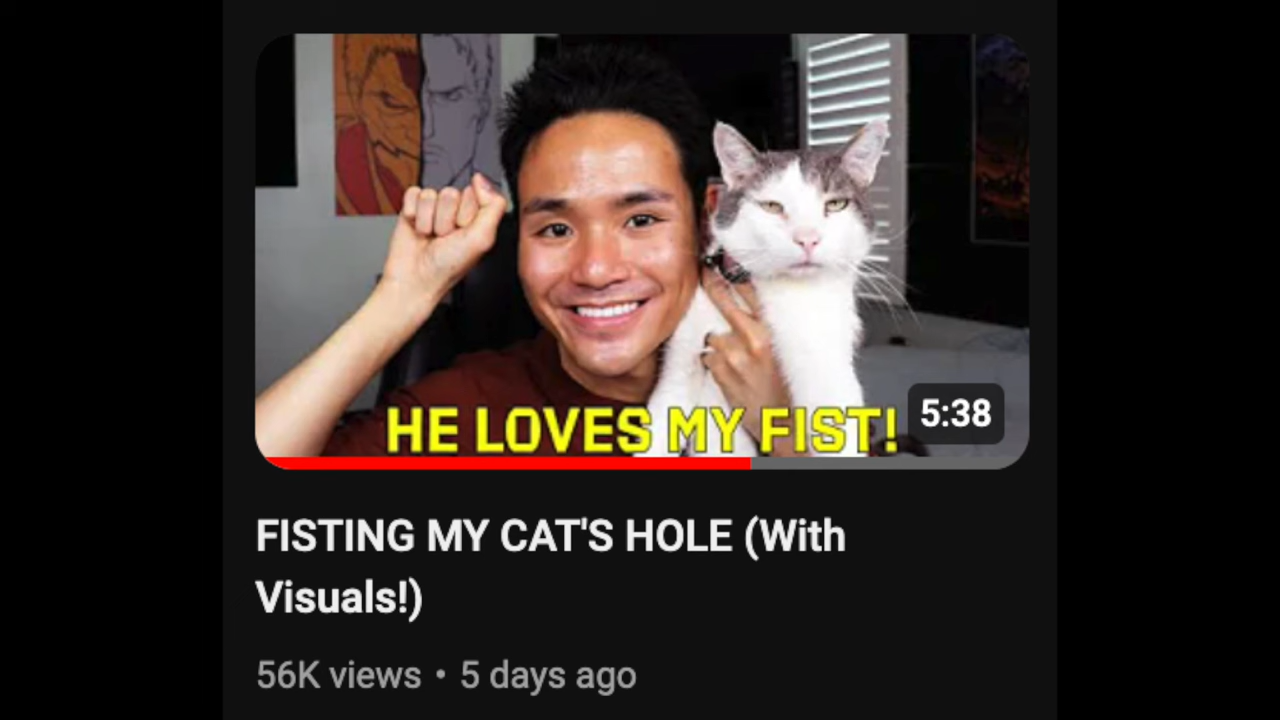 HE LOVES MY FIST!
5:38
FISTING MY CAT'S HOLE (With
Visuals!)
56K views • 5 days ago